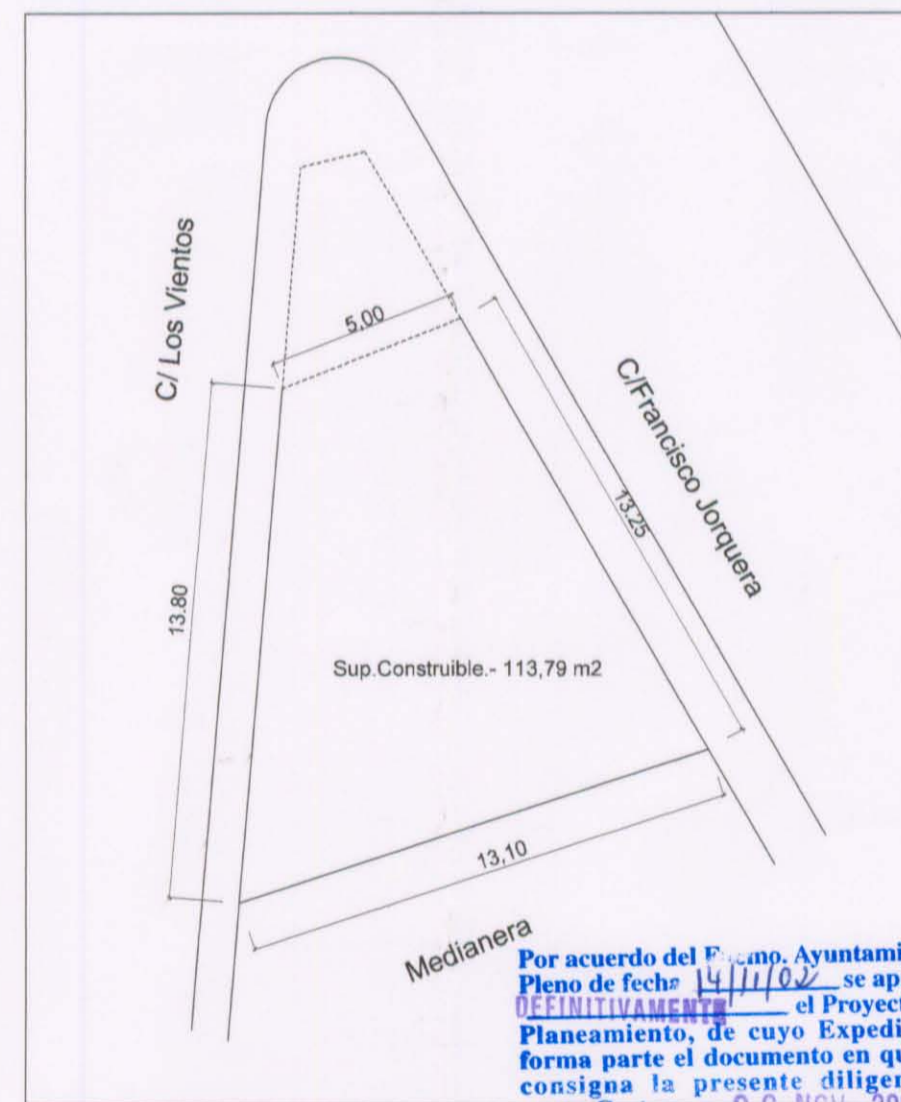 C/ Los Vientos
5,00
C/Francisco Jorquera
13.25
13.80
Sup.Construible.- 113,79 m2
13,10
Medianera
Por acuerdo del Ayuntami
Pleno de fecha 14/11/02 se ap
DEFINITIVAMENTE el Proyect
Planeamiento, de cuyo Expedi
forma parte el documento en qu
consigna la presente diligen
NOV.